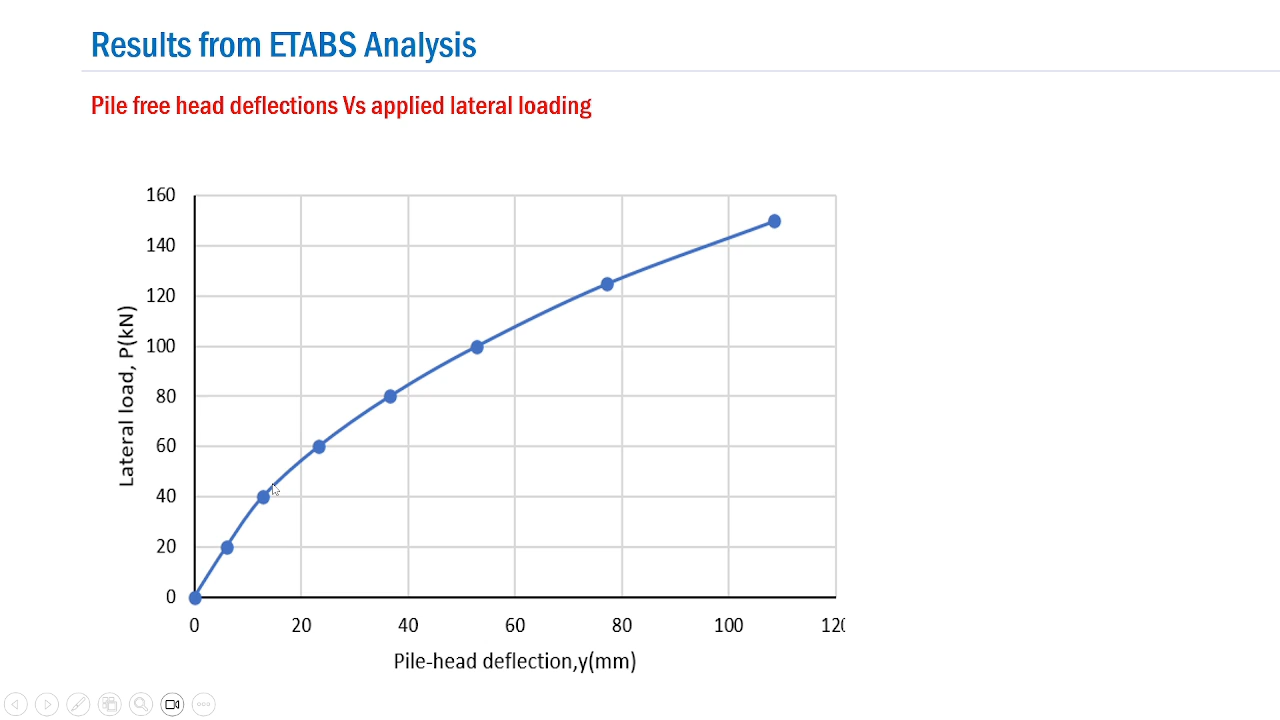 Results from ETABS Analysis
Pile free head deflections Vs applied lateral loading
160
140
120
100
80
60
40
20
0
Lateral load, P(kN)
0 20 40 60 80 100 120
Pile-head deflection,y(mm)